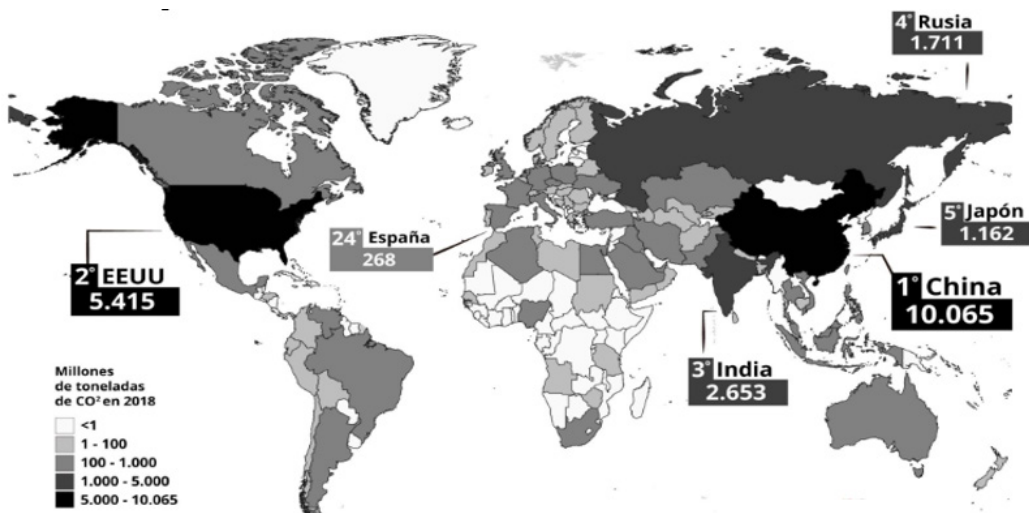 4° Rusia
1.711
24° España
268
5° Japón
1.162
2° EEUU
5.415
1° China
10.065
3° India
2.653
Millones
de toneladas
de CO² en 2018
<1
1 - 100
100 - 1.000
1.000 - 5.000
5.000 - 10.065